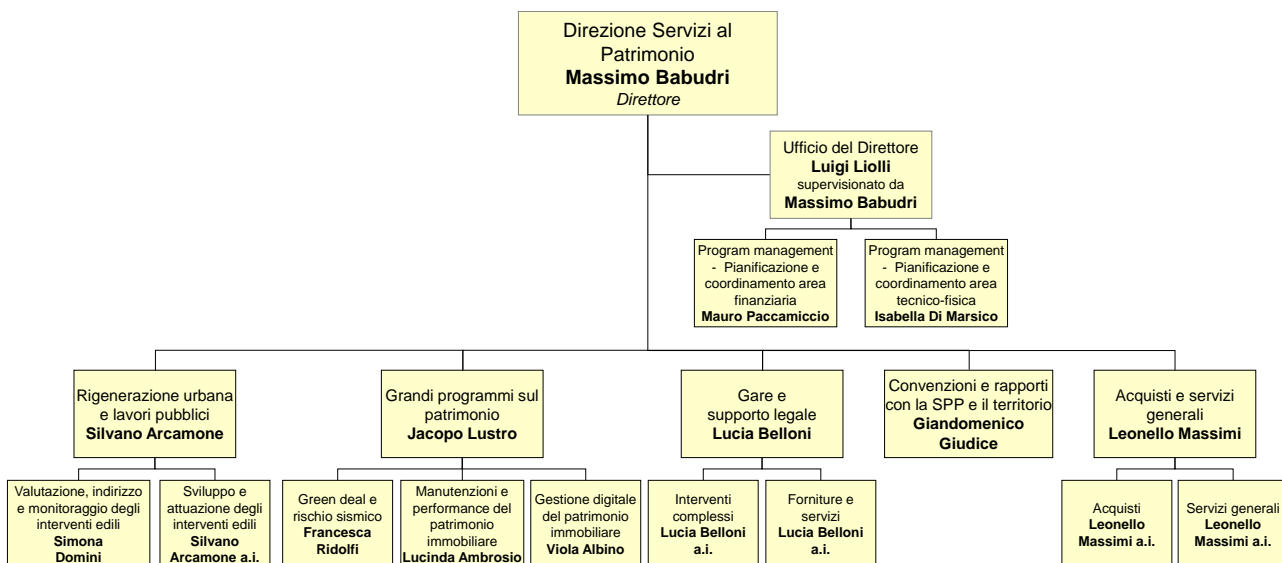 Direzione Servizi al
Patrimonio
Massimo Babudri
Direttore
Ufficio del Direttore
Luigi Liolli
supervisionato da
Massimo Babudri
Program management
- Pianificazione e
coordinamento area
finanziaria
Mauro Paccamiccio
Program management
- Pianificazione e
coordinamento area
tecnico-fisica
Isabella Di Marsico
Rigenerazione urbana
e lavori pubblici
Silvano Arcamone
Grandi programmi sul
patrimonio
Jacopo Lustro
Gare e
supporto legale
Lucia Belloni
Convenzioni e rapporti
con la SPP e il territorio
Giandomenico
Giudice
Acquisti e servizi
generali
Leonello Massimi
Valutazione, indirizzo
e monitoraggio degli
interventi edili
Simona
Domini
Sviluppo e
attuazione degli
interventi edili
Silvano
Arcamone a.i.
Green deal e
rischio sismico
Francesca
Ridolfi
Manutenzioni e
performance del
patrimonio
immobiliare
Lucinda Ambrosio
Gestione digitale
del patrimonio
immobiliare
Viola Albino
Interventi
complessi
Lucia Belloni
a.i.
Forniture e
servizi
Lucia Belloni
a.i.
Acquisti
Leonello
Massimi a.i.
Servizi generali
Leonello
Massimi a.i.